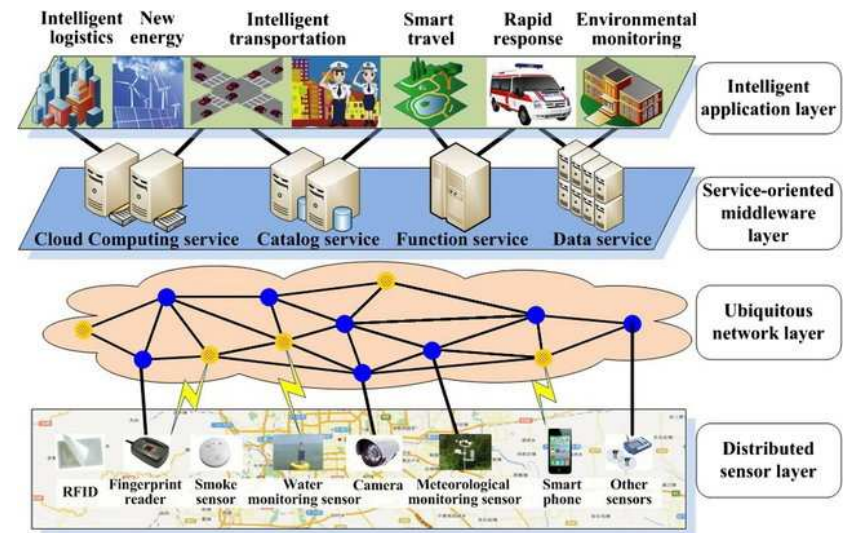 Intelligent logistics
New energy
Intelligent transportation
Smart travel
Rapid response
Environmental monitoring
Intelligent application layer
Cloud Computing service
Catalog service
Function service
Data service
Service-oriented middleware layer
Ubiquitous network layer
RFID
Fingerprint reader
Smoke sensor
Water monitoring sensor
Camera
Meteorological monitoring sensor
Smart phone
Other sensors
Distributed sensor layer